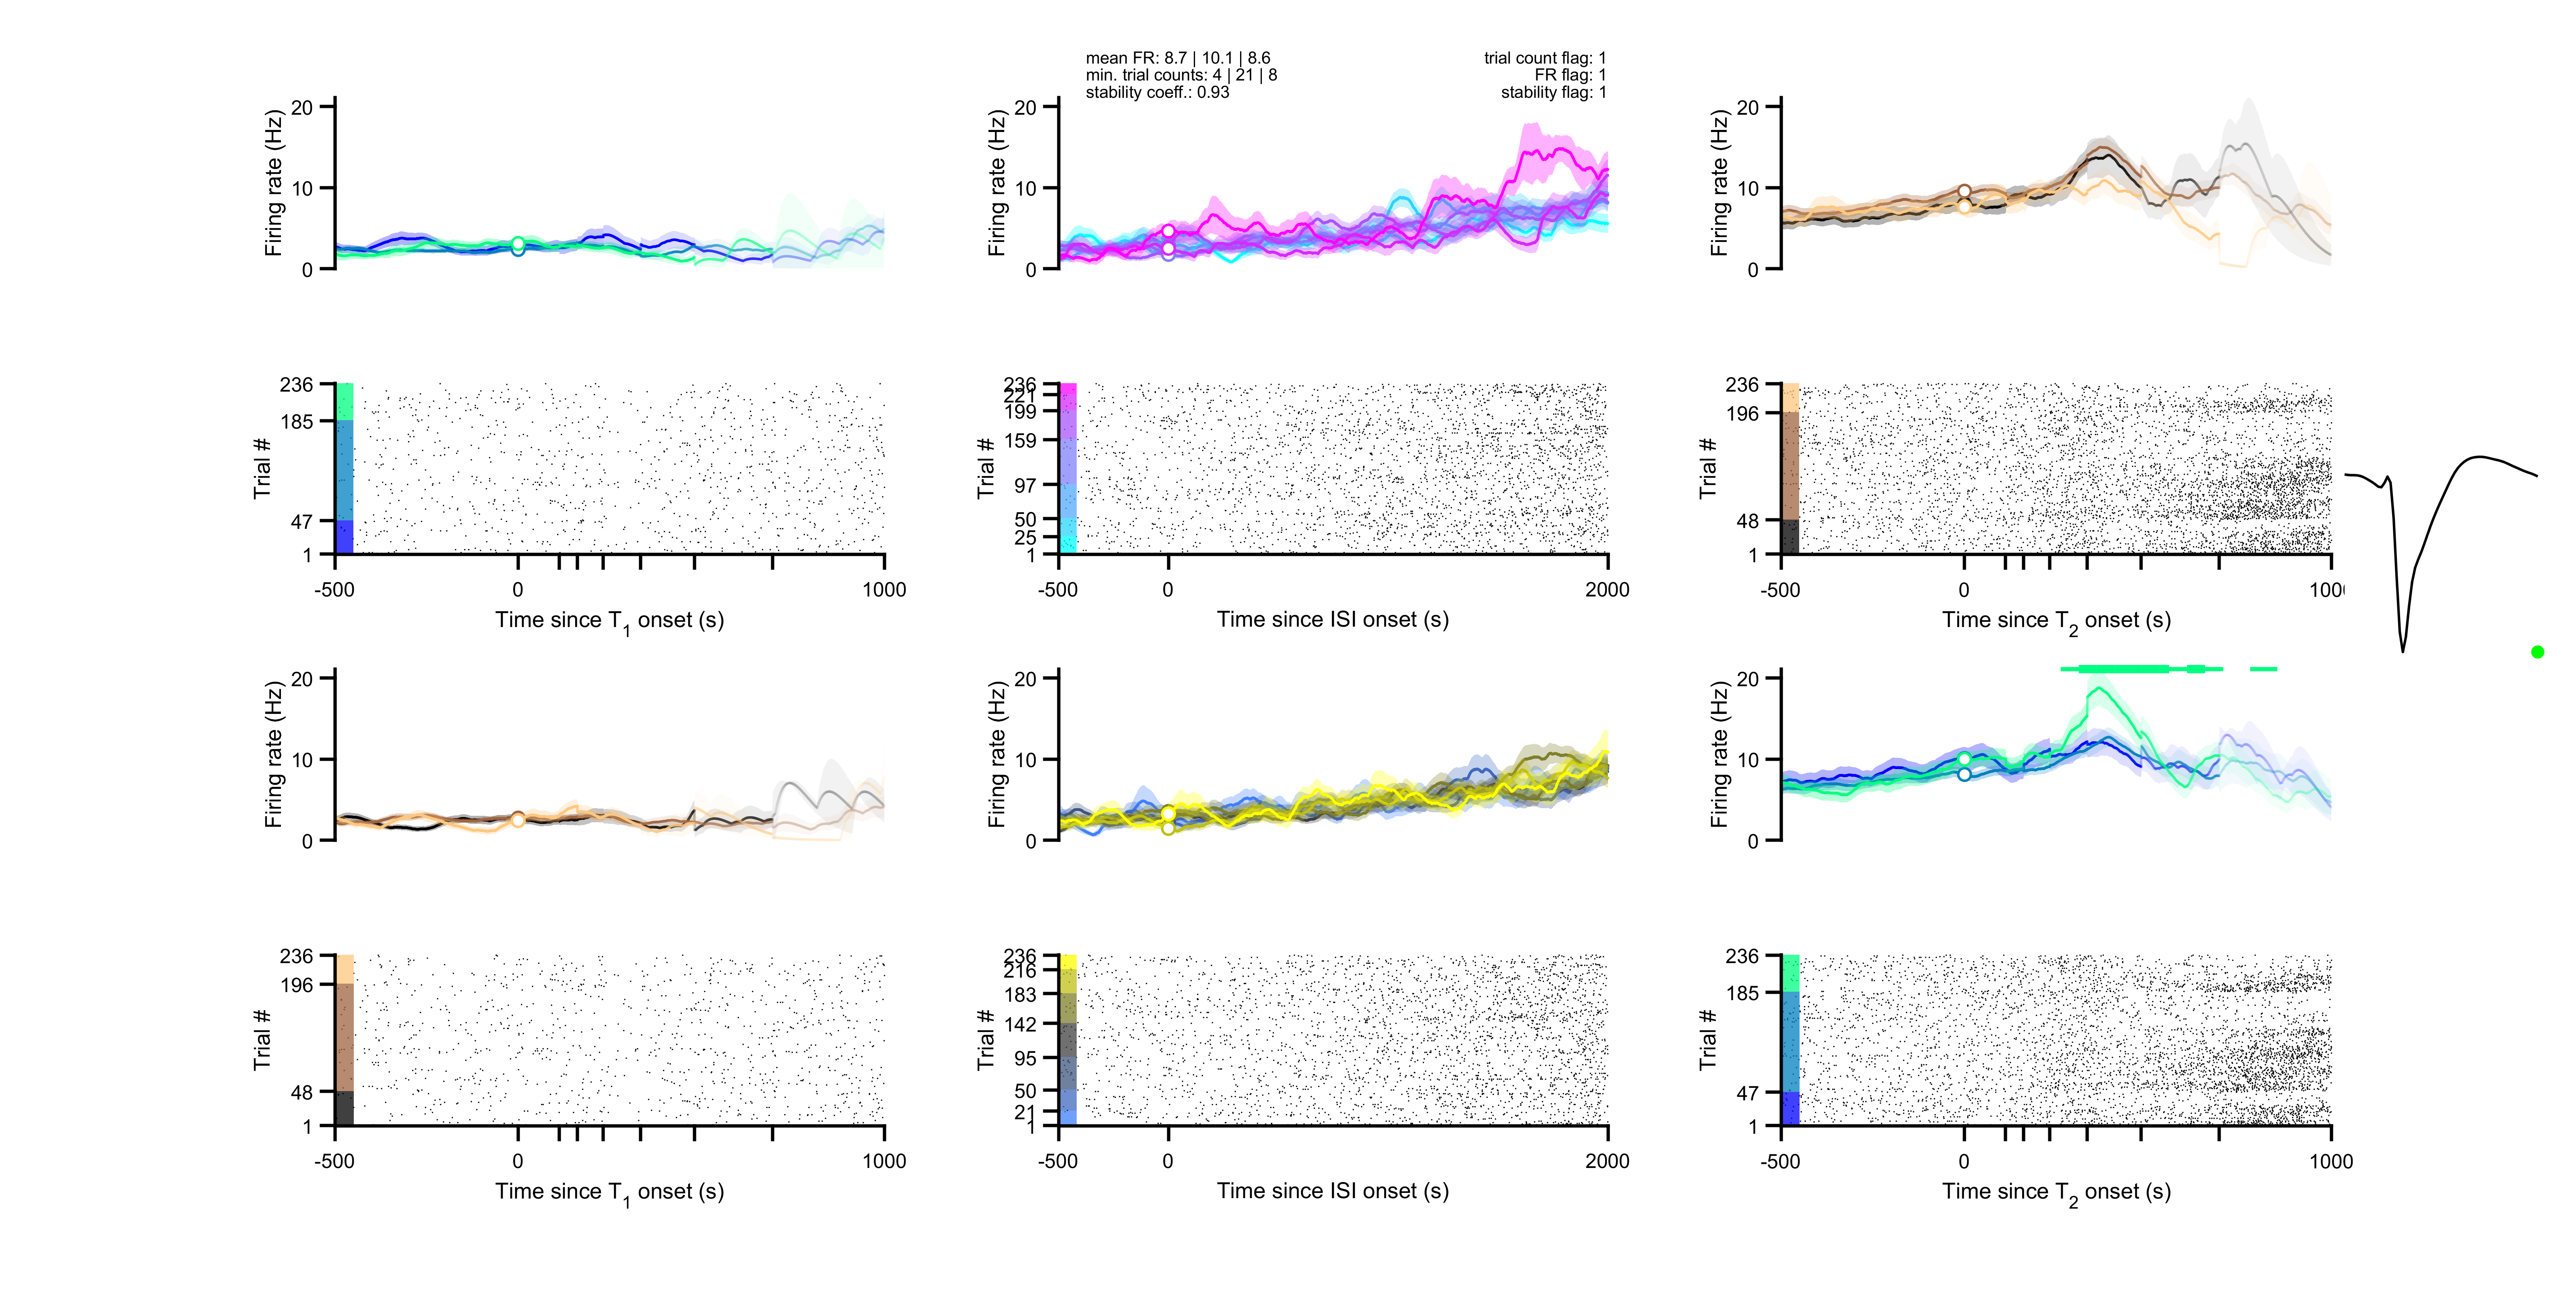 mean FR: 8.7 | 10.1 | 8.6
min. trial counts: 4 | 21 | 8
stability coeff.: 0.93
trial count flag: 1
FR flag: 1
stability flag: 1
Firing rate (Hz)
20
10
0
Firing rate (Hz)
20
10
0
Firing rate (Hz)
20
10
0
Trial #
236
185
47
1
-500
0
1000
Time since T1 onset (s)
Trial #
236
221
199
159
97
50
25
1
-500
0
2000
Time since ISI onset (s)
Trial #
236
196
48
1
-500
0
100
Time since T2 onset (s)
Firing rate (Hz)
20
10
0
Firing rate (Hz)
20
10
0
Firing rate (Hz)
20
10
0
Trial #
236
196
48
1
-500
0
1000
Time since T1 onset (s)
Trial #
236
216
183
142
95
50
21
1
-500
0
2000
Time since ISI onset (s)
Trial #
236
185
47
1
-500
0
1000
Time since T2 onset (s)